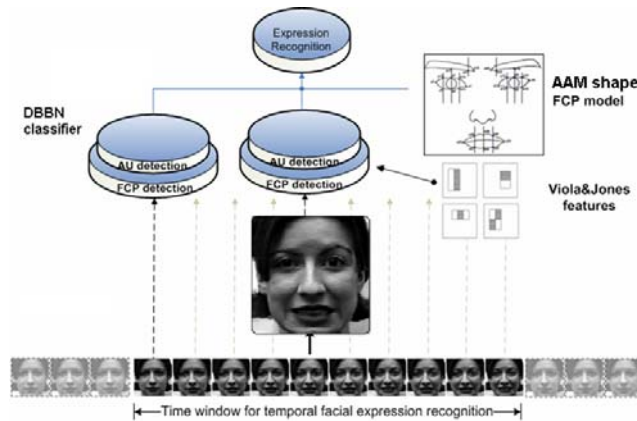 Expression
Recognition
DBBN
classifier
AU detection
FCP detection
AU detection
FCP detection
AAM shape
FCP model
Viola&Jones
features
Time window for temporal facial expression recognition